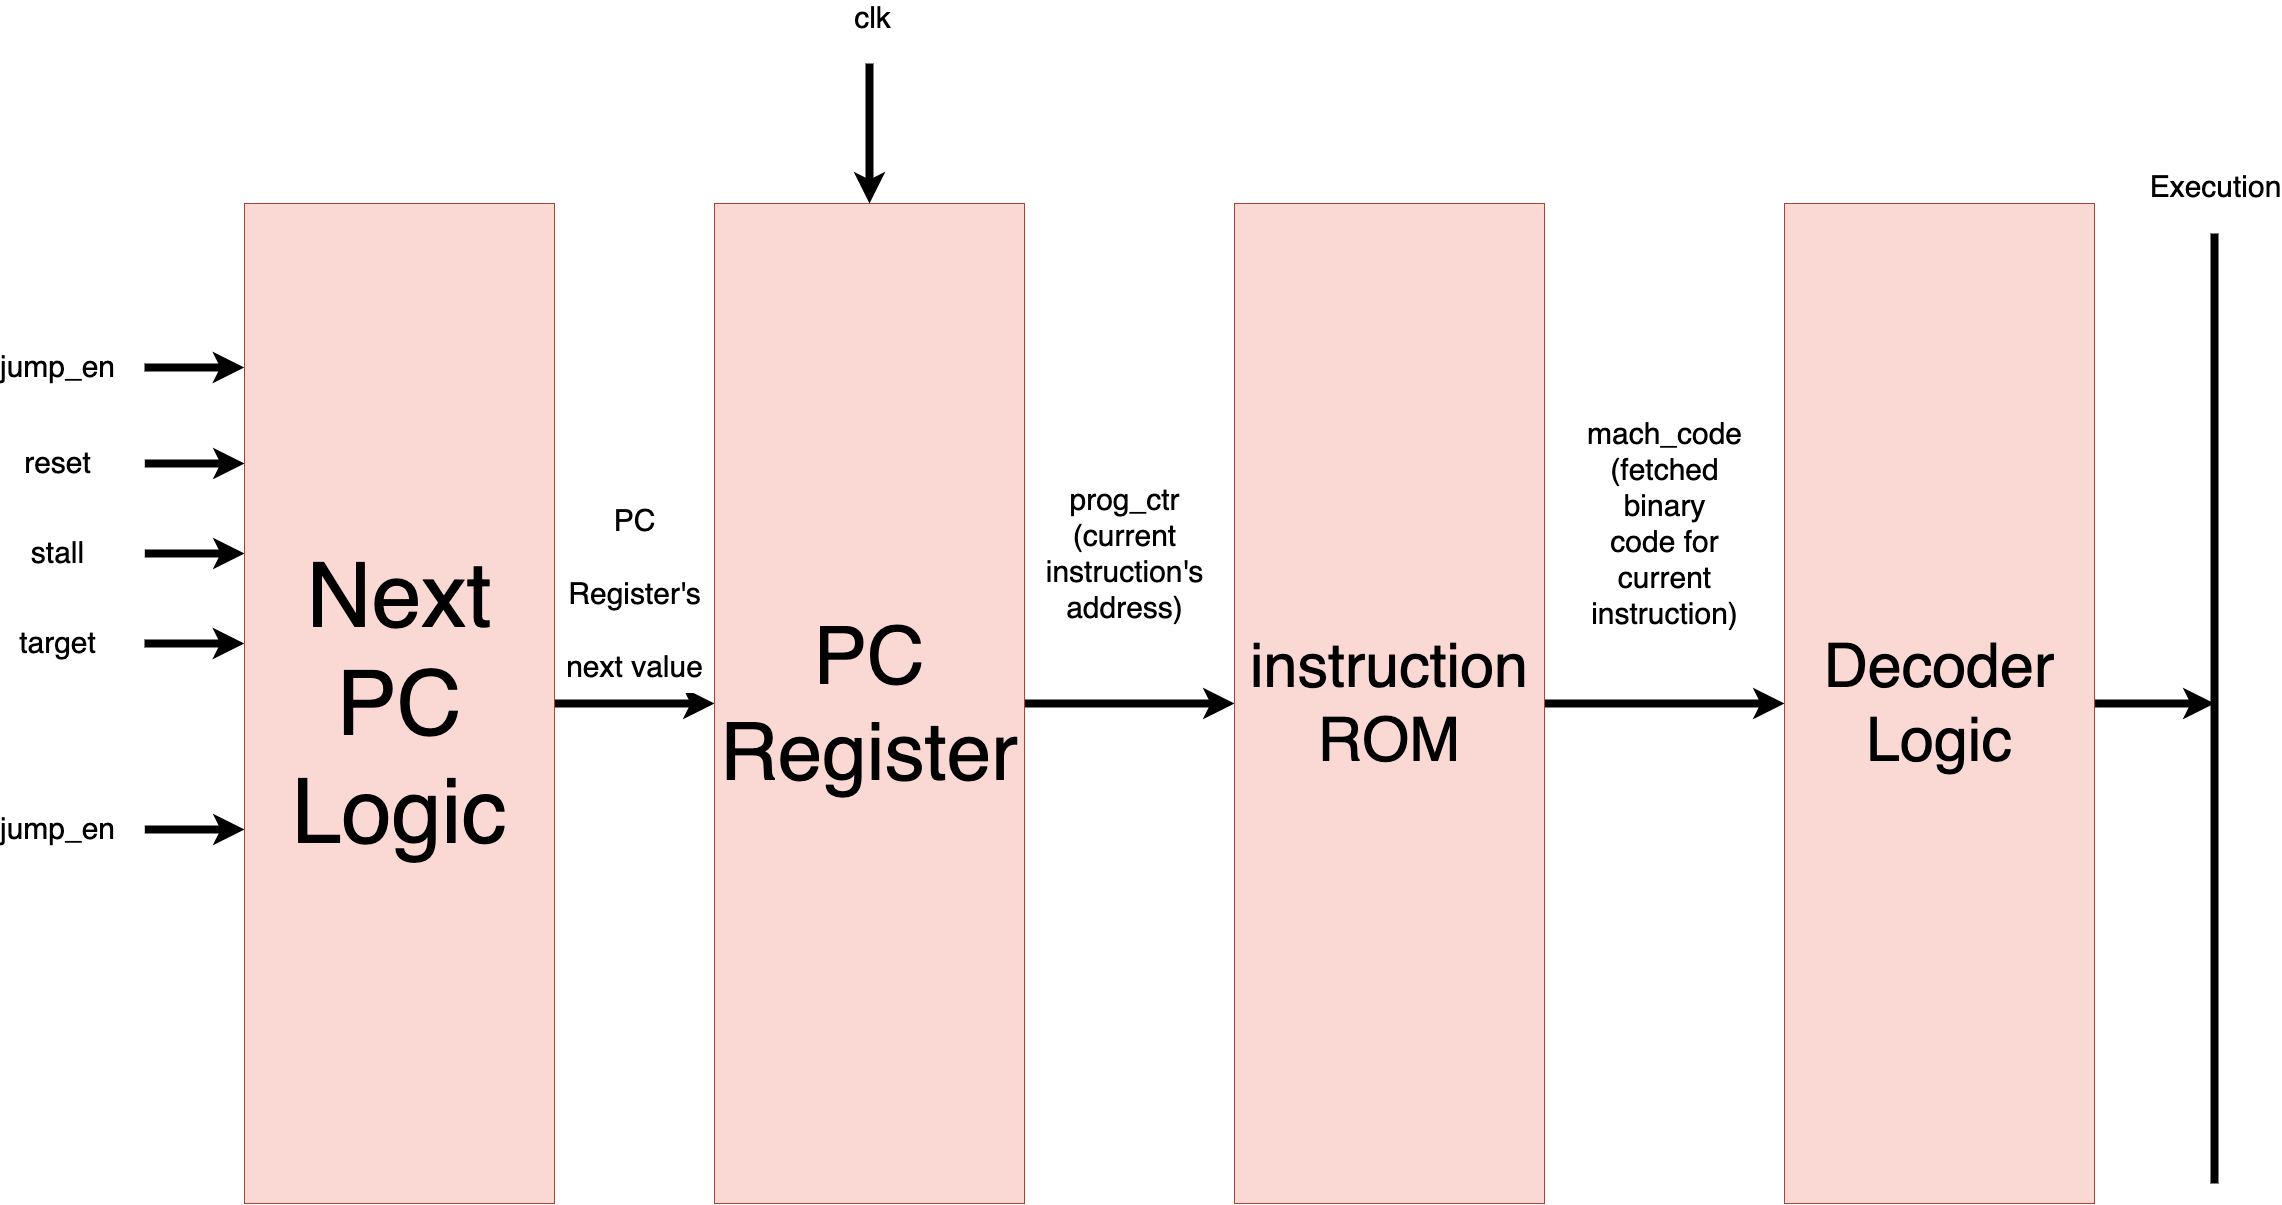 clk
Execution
jump_en
reset
stall
target
jump_en
Next
PC
Logic
PC
Register's
next value
PC
Register
prog_ctr
(current
instruction's
address)
instruction
ROM
mach_code
(fetched
binary
code for
current
instruction)
Decoder
Logic